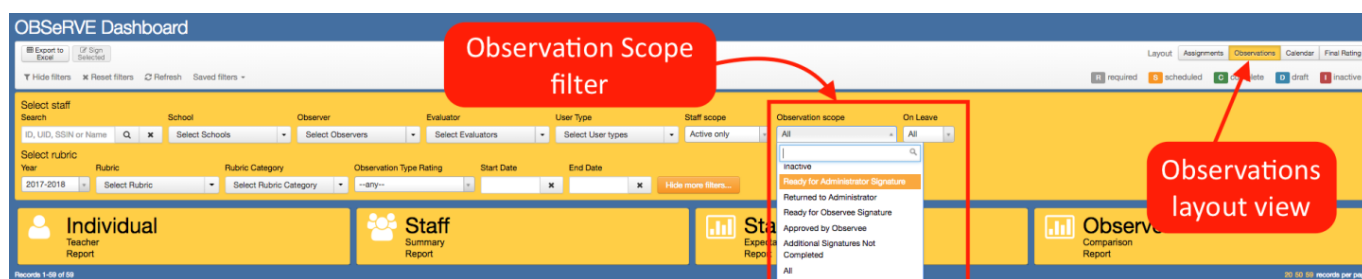 OBSeRVE Dashboard
Export to Excel
Sign Selected
Observation Scope filter
Layout Assignments Observations Calendar Final Rating
Hide filters Reset filters Refresh Saved filters
R required S scheduled C D draft I inactive
Select staff
Search School Observer Evaluator User Type Staff scope Observation scope On Leave
ID, UID, SSIN or Name Select Schools Select Observers Select Evaluators Select User types Active only All All
Select rubric
Year Rubric Rubric Category Observation Type Rating Start Date End Date
2017-2018 Select Rubric Select Rubric Category --any-- Hide more filters...
Inactive
Ready for Administrator Signature
Returned to Administrator
Ready for Observee Signature
Approved by Observee
Additional Signatures Not Completed
All
Observations layout view
Individual
Teacher
Report
Staff
Summary
Report
Sta
Expecta
Report
Observe
Comparison
Report
Records 1-59 of 59
20 50 59 records per pag